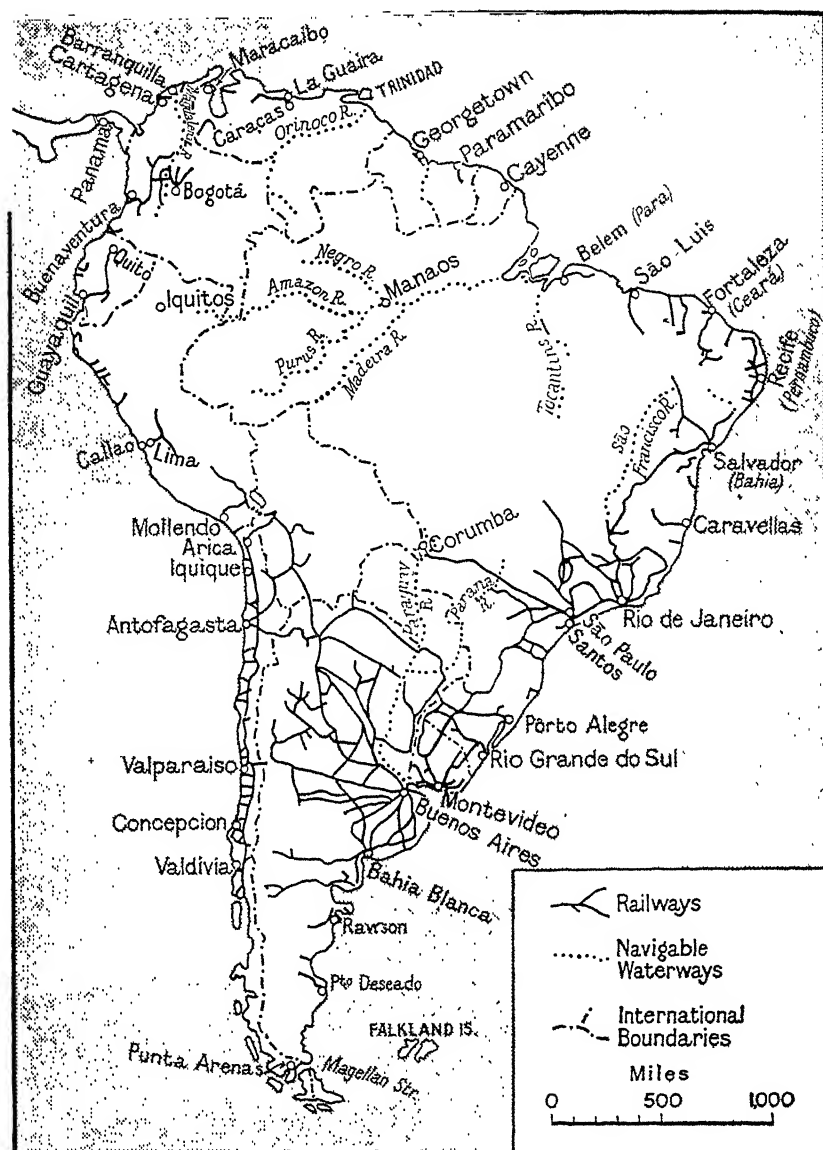 Barranquilla
Cartagena
Maracaibo
La Guaira
TRINIDAD
Caracas
Orinoco R.
Magdalena R.
Georgetown
Paramaribo
Cayenne
Panama
Bogotá
Buenaventura
Quito
Guayaquil
Iquitos
Negro R.
Amazon R.
Manaos
Purus R.
Madeira R.
Belem (Para)
São Luis
Fortaleza
(Ceará)
Recife
(Pernambuco)
Tocantins R.
São
Francisco R.
Callao
Lima
Salvador
(Bahia)
Caravellas
Mollendo
Arica
Iquique
Corumba
Paraguay
R.
Parana
R.
Antofagasta
Rio de Janeiro
São Paulo
Santos
Pôrto Alegre
Rio Grande do Sul
Valparaiso
Montevideo
Buenos Aires
Concepcion
Valdivia
Bahia Blanca
Rawson
Pto Deseado
FALKLAND IS.
Punta Arenas
Magellan Str.
Railways
Navigable
Waterways
International
Boundaries
Miles
0 500 1,000